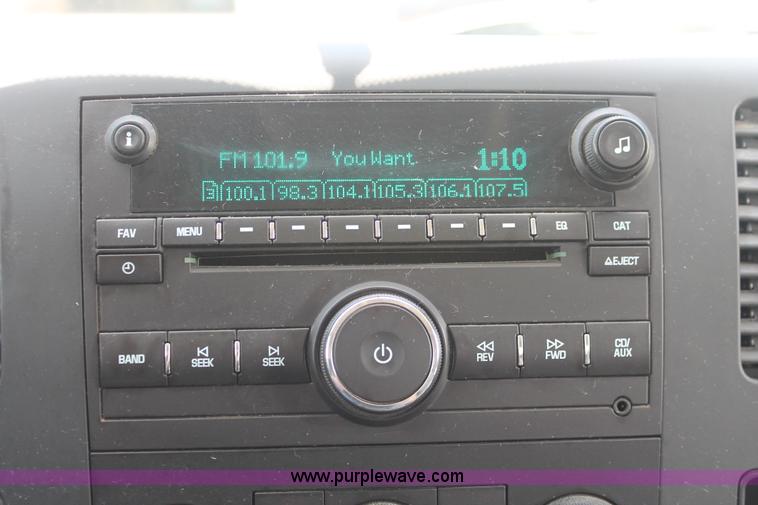 i
FM 101.9 You Want 1:10
3 100.1 98.3 104.1 105.3 106.1 107.5
FAV MENU EQ CAT
EJECT
BAND SEEK SEEK REV FWD CD/AUX
www.purplewave.com